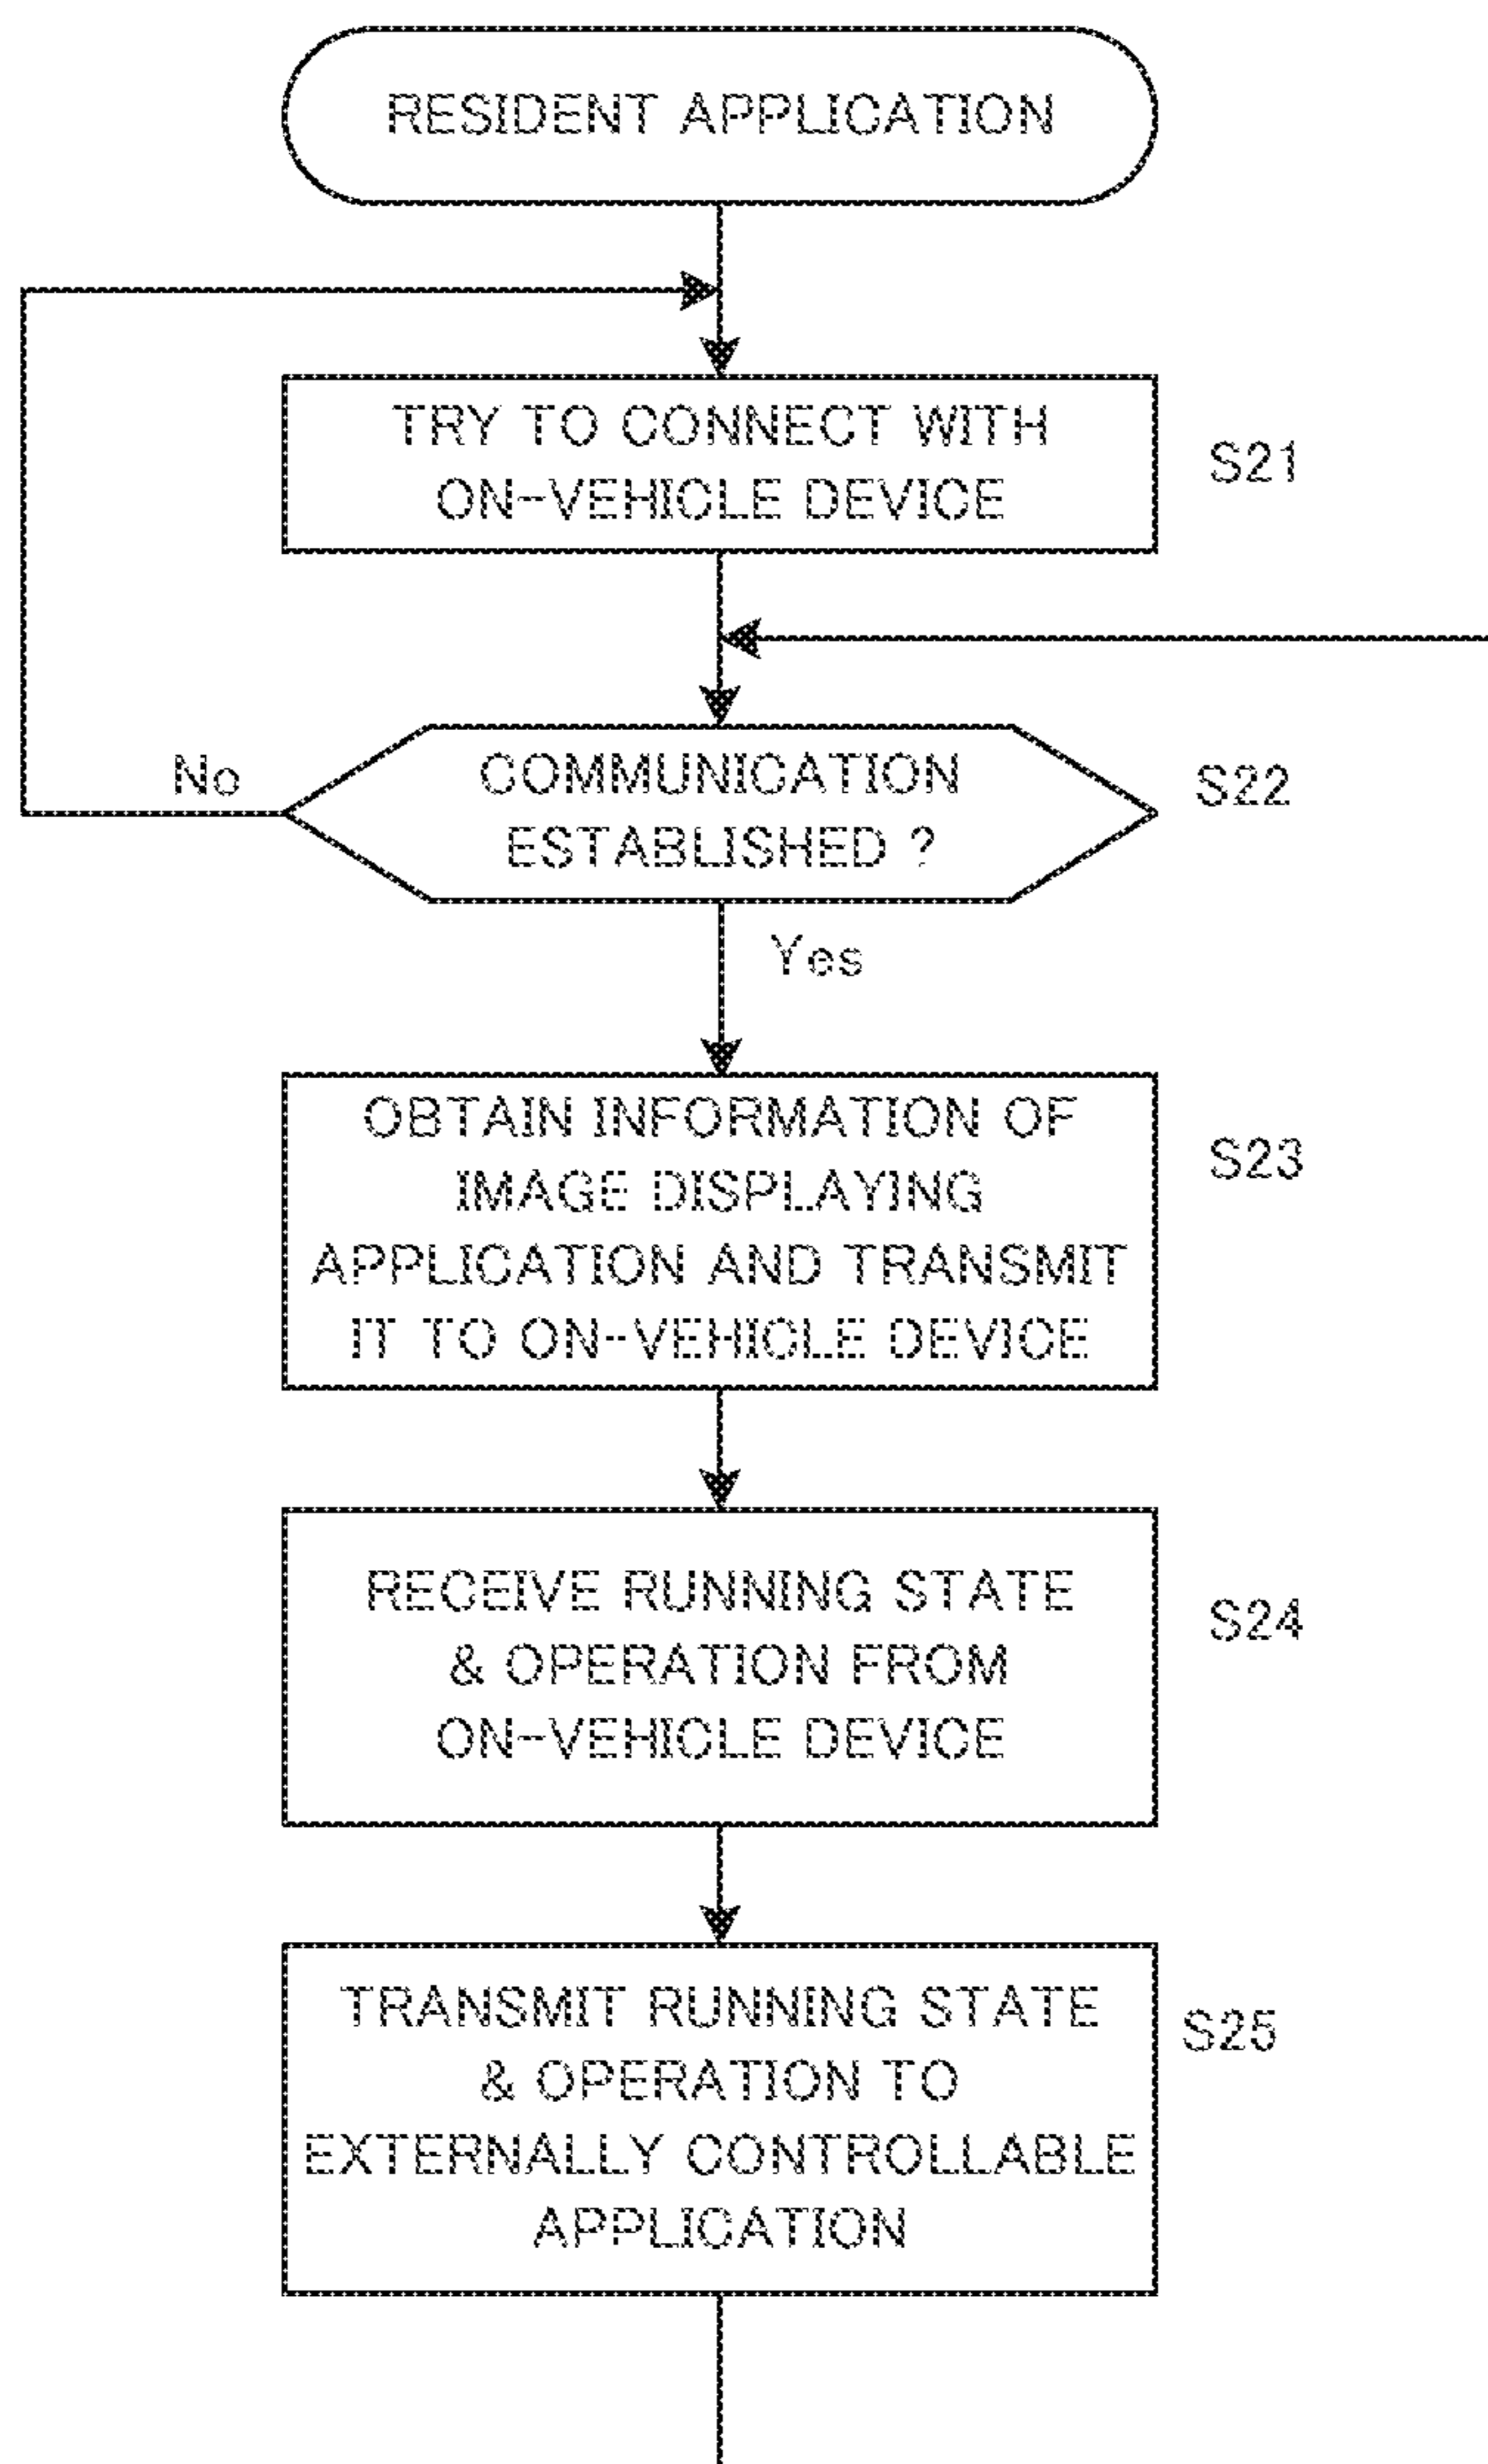 RESIDENT APPLICATION
TRY TO CONNECT WITH
ON-VEHICLE DEVICE
S21
No
COMMUNICATION
ESTABLISHED ?
S22
Yes
OBTAIN INFORMATION OF
IMAGE DISPLAYING
APPLICATION AND TRANSMIT
IT TO ON-VEHICLE DEVICE
S23
RECEIVE RUNNING STATE
& OPERATION FROM
ON-VEHICLE DEVICE
S24
TRANSMIT RUNNING STATE
& OPERATION TO
EXTERNALLY CONTROLLABLE
APPLICATION
S25